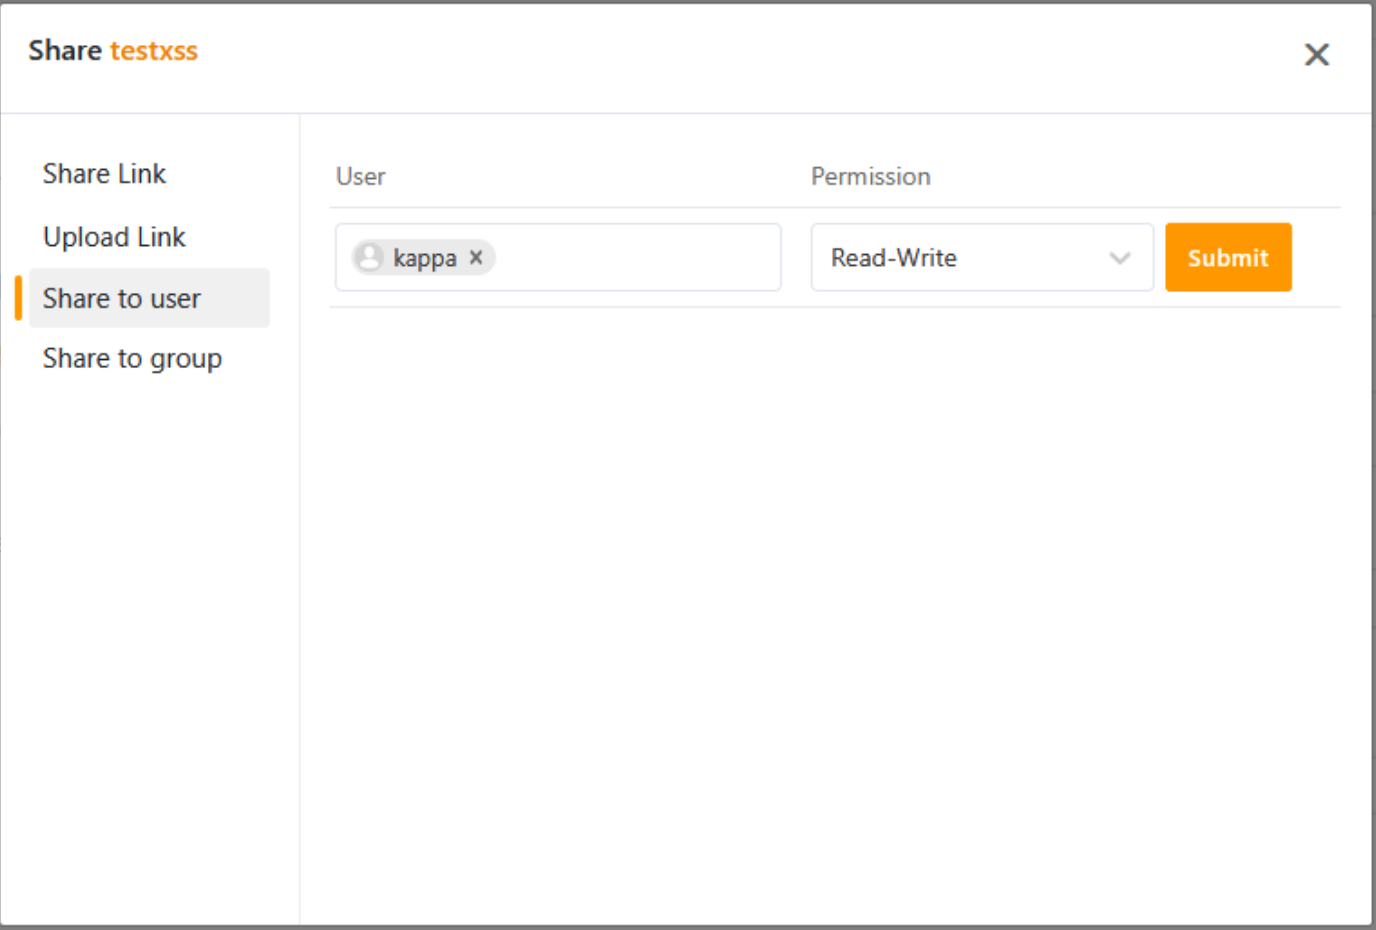 Share testxss
Share Link
Upload Link
Share to user
Share to group
User Permission
kappa Read-Write Submit